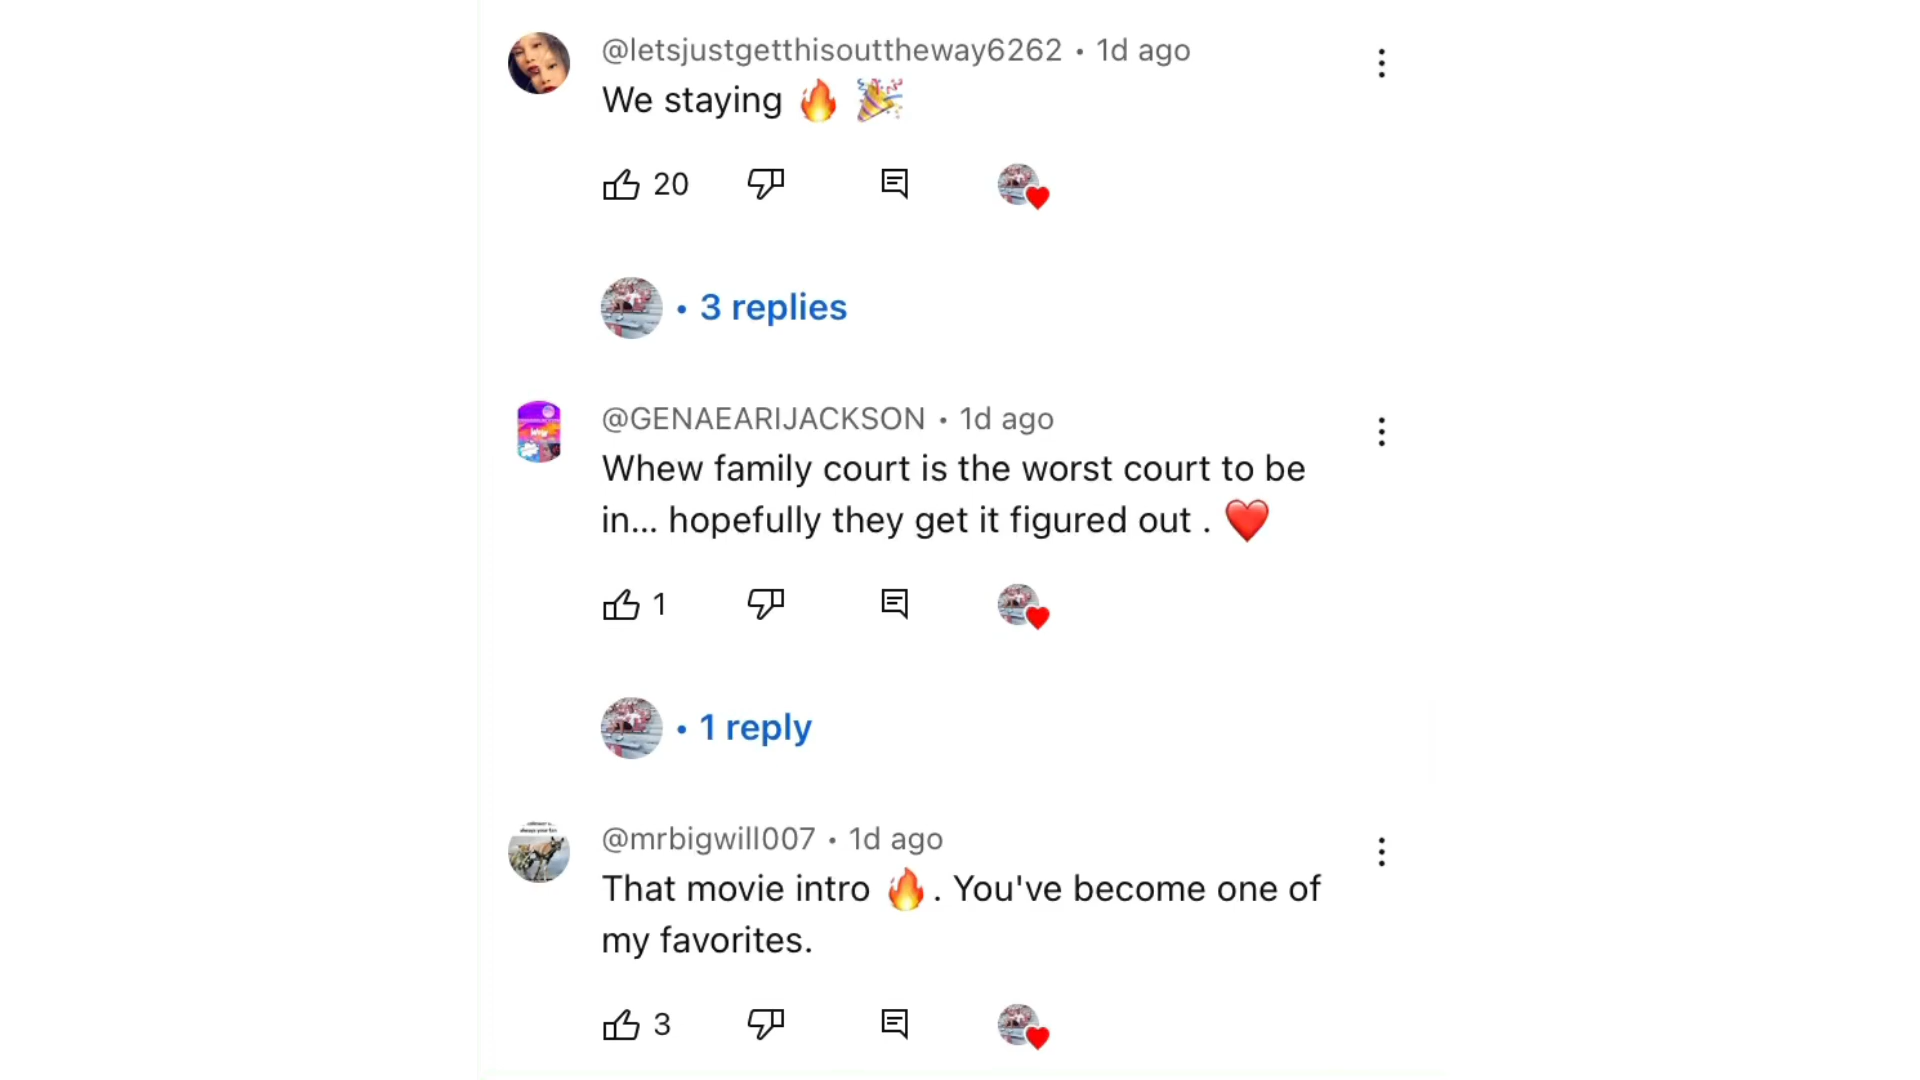 @letsjustgetthisouttheway6262 • 1d ago
We staying 🔥 🎉
20
• 3 replies
@GENAEARIJACKSON • 1d ago
Whew family court is the worst court to be
in... hopefully they get it figured out . ❤️
1
• 1 reply
@mrbigwill007 • 1d ago
That movie intro 🔥. You've become one of
my favorites.
3